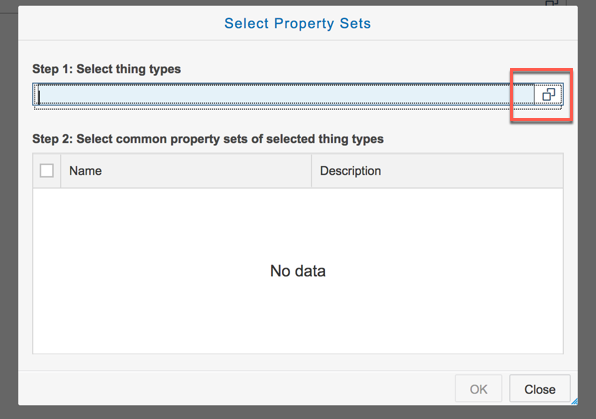 Select Property Sets
Step 1: Select thing types
Step 2: Select common property sets of selected thing types
Name Description
No data
OK Close